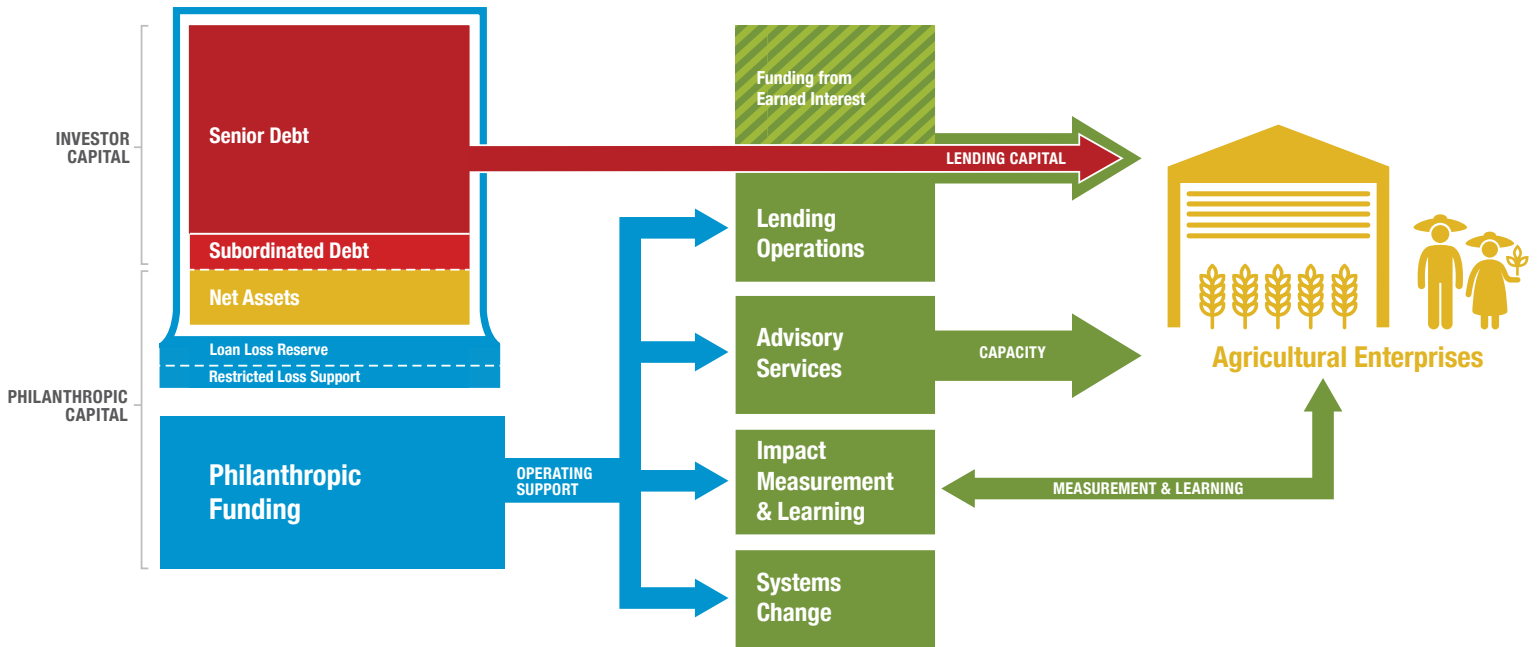 INVESTOR
CAPITAL
PHILANTHROPIC
CAPITAL
Senior Debt
Subordinated Debt
Net Assets
Loan Loss Reserve
Restricted Loss Support
Philanthropic
Funding
OPERATING
SUPPORT
Funding from
Earned Interest
LENDING CAPITAL
Lending
Operations
Advisory
Services
CAPACITY
Impact
Measurement
& Learning
MEASUREMENT & LEARNING
Systems
Change
Agricultural Enterprises